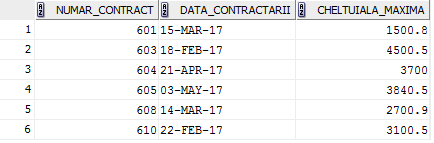 NUMAR_CONTRACT DATA_CONTRACTARII CHELTUIALA_MAXIMA
1 601 15-MAR-17 1500.8
2 603 18-FEB-17 4500.5
3 604 21-APR-17 3700
4 605 03-MAY-17 3840.5
5 608 14-MAR-17 2700.9
6 610 22-FEB-17 3100.5